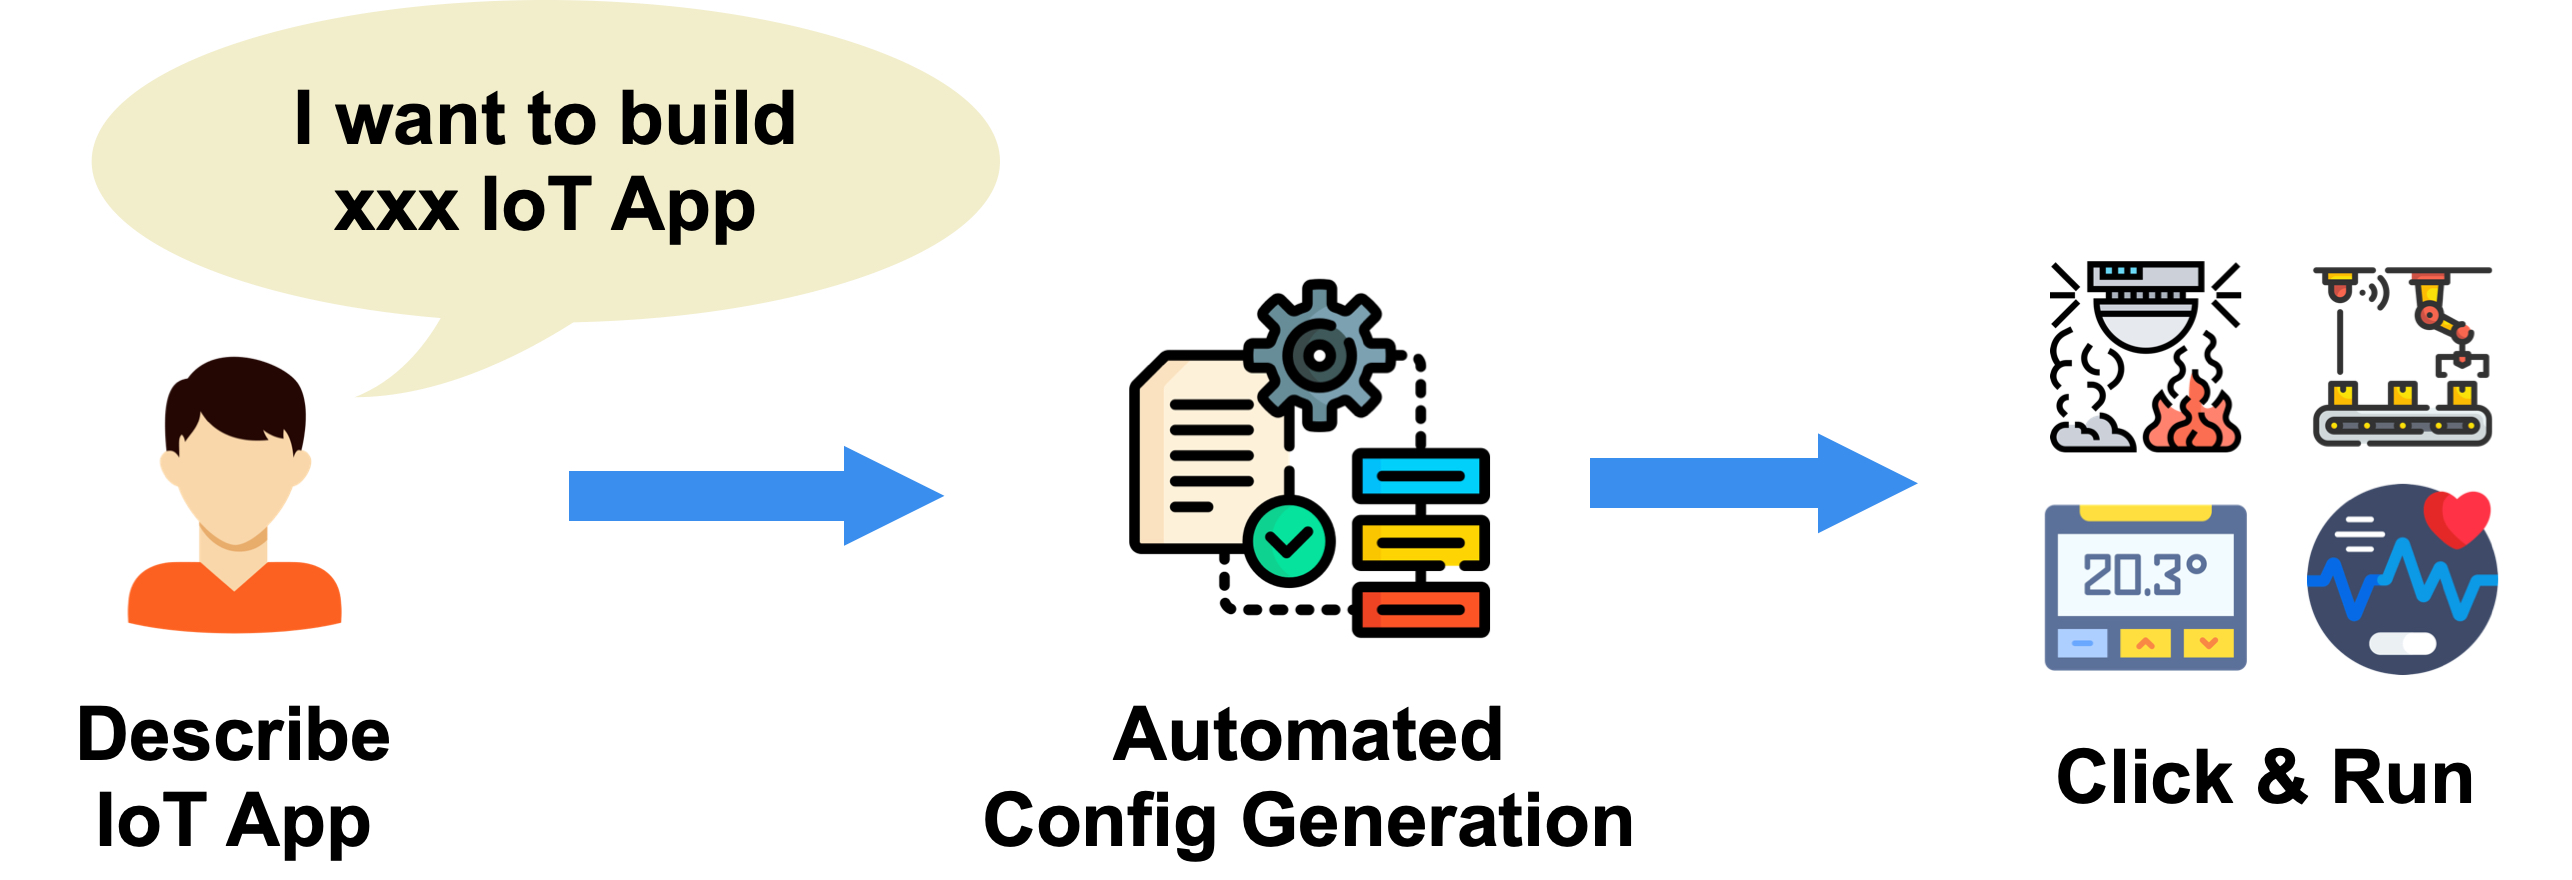 I want to build
xxx IoT App
20.3°
Describe
IoT App
Automated
Config Generation
Click & Run